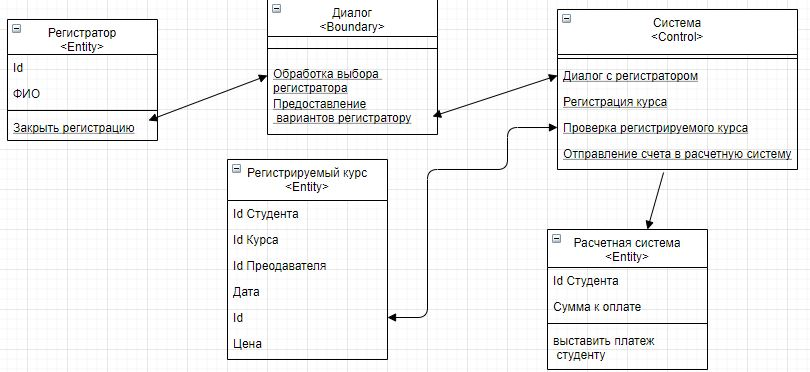 Регистратор
<Entity>
Id
ФИО
Закрыть регистрацию
Диалог
<Boundary>
Обработка выбора
регистратора
Предоставление
вариантов регистратору
Система
<Control>
Диалог с регистратором
Регистрация курса
Проверка регистрируемого курса
Отправление счета в расчетную систему
Регистрируемый курс
<Entity>
Id Студента
Id Курса
Id Преодавателя
Дата
Id
Цена
Расчетная система
<Entity>
Id Студента
Сумма к оплате
выставить платеж
студенту